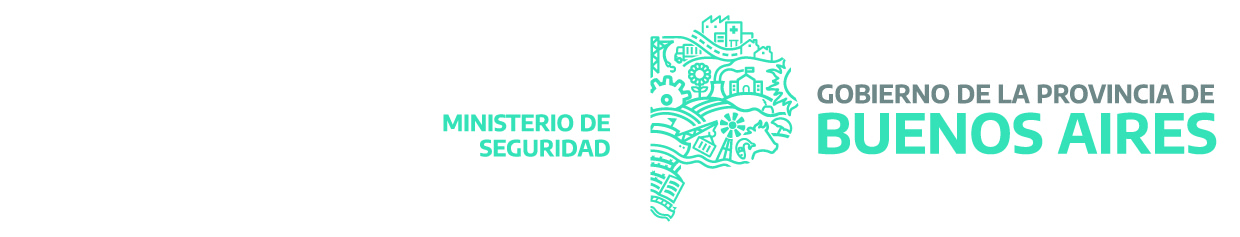 MINISTERIO DE
SEGURIDAD
GOBIERNO DE LA PROVINCIA DE
BUENOS AIRES